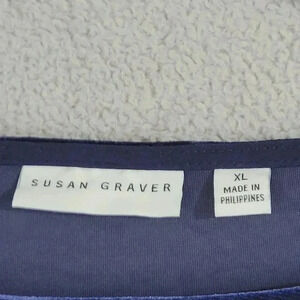 SUSAN GRAVER
XL
MADE IN
PHILIPPINES